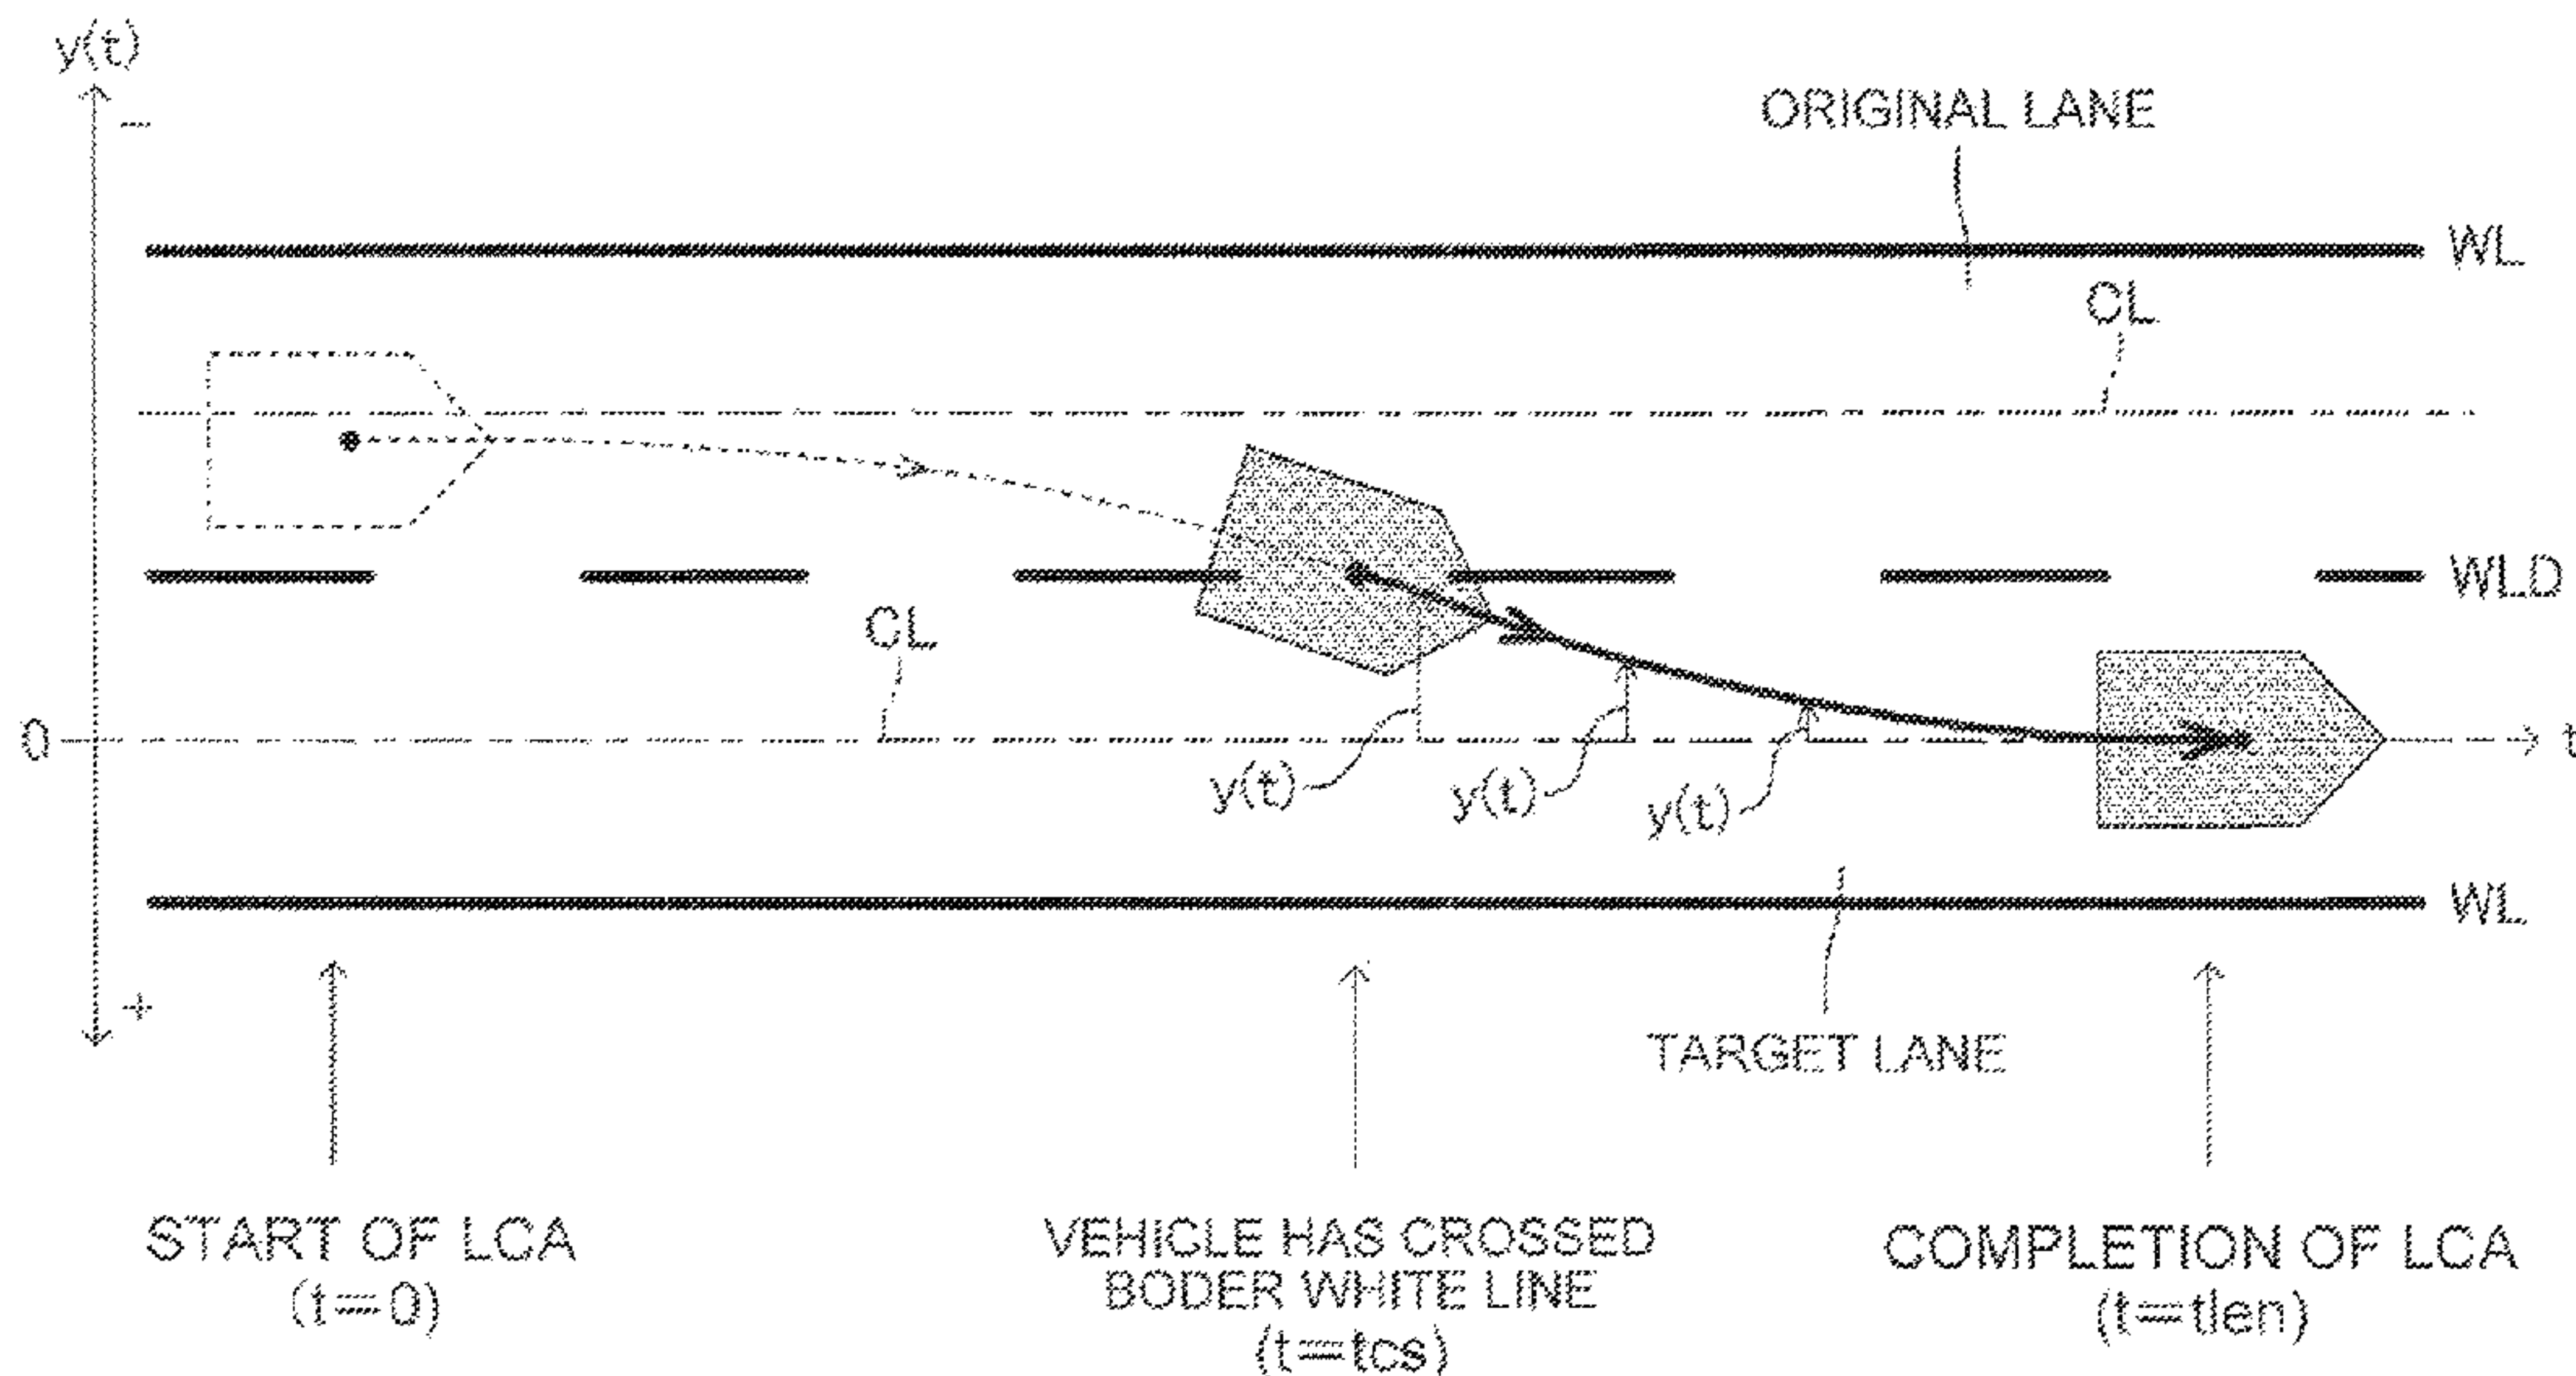 y(t)
−
ORIGINAL LANE
WL
CL
WLD
CL
0
t
y(t)
y(t)
y(t)
WL
+
TARGET LANE
START OF LCA
(t=0)
VEHICLE HAS CROSSED
BODER WHITE LINE
(t=tcs)
COMPLETION OF LCA
(t=tlen)